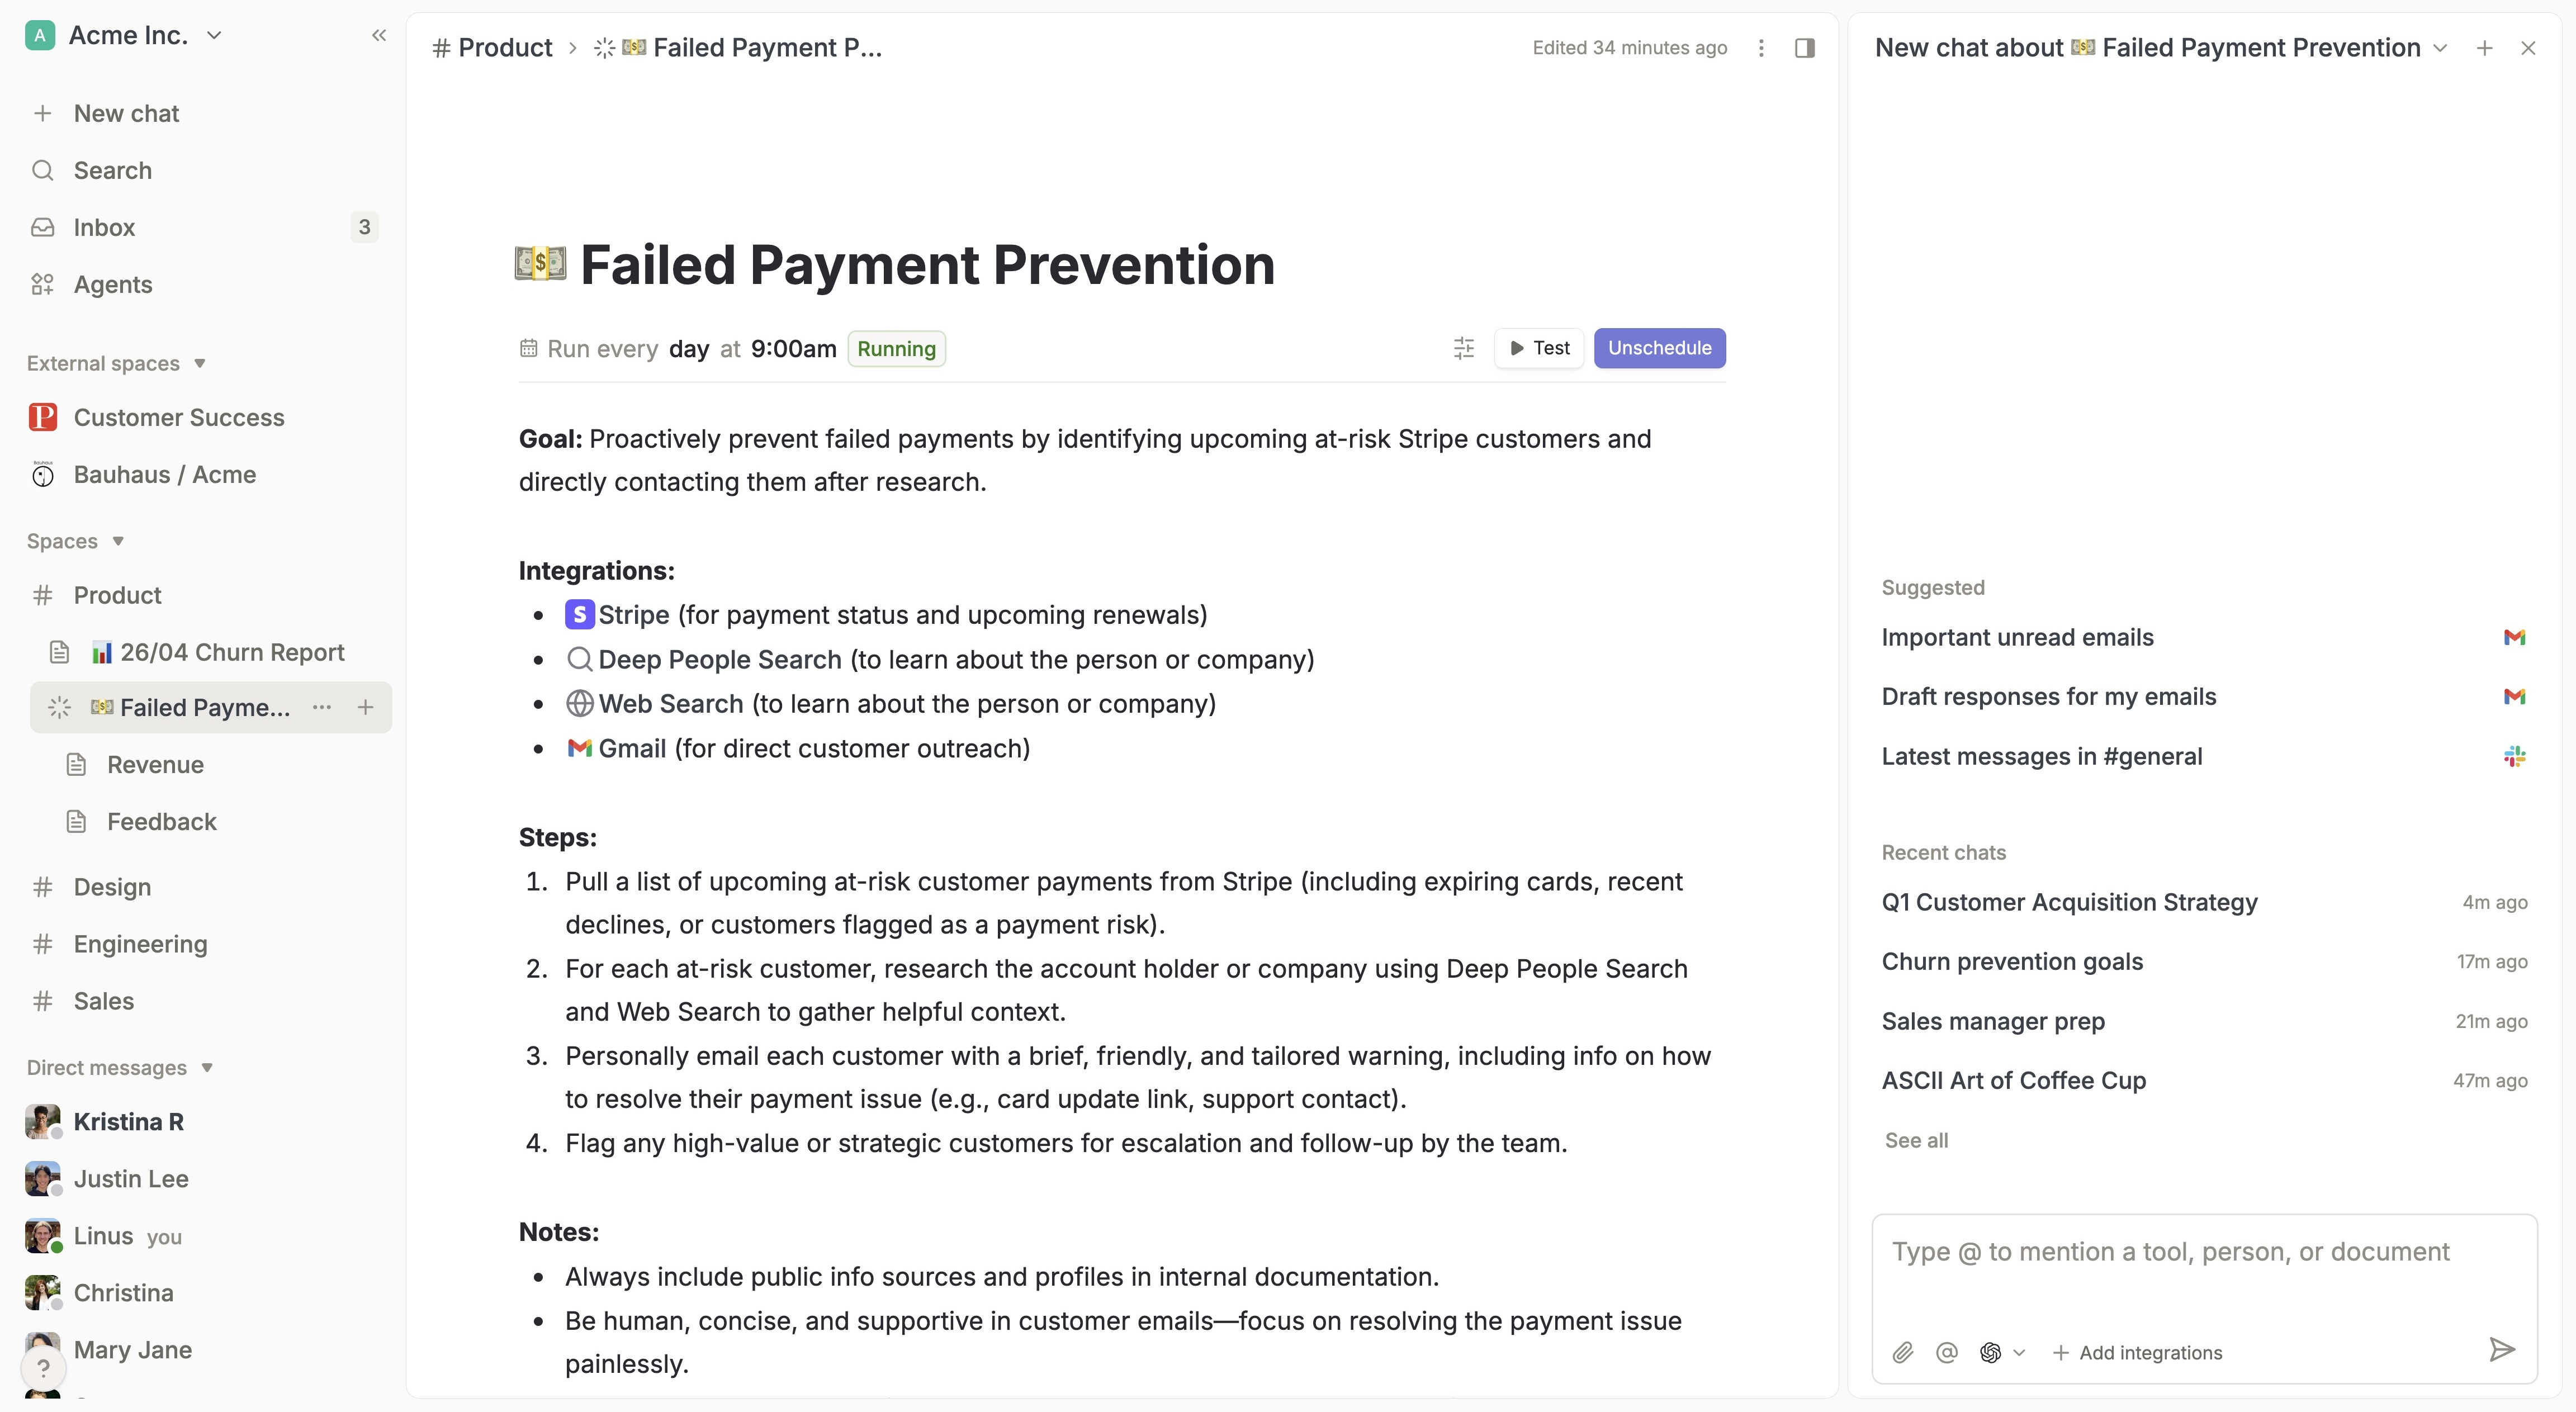 A Acme Inc.
New chat
Search
Inbox 3
Agents
External spaces
P Customer Success
Bauhaus / Acme
Spaces
# Product
26/04 Churn Report
Failed Payme...
Revenue
Feedback
# Design
# Engineering
# Sales
Direct messages
Kristina R
Justin Lee
Linus you
Christina
Mary Jane
?
# Product > Failed Payment P... Edited 34 minutes ago
Failed Payment Prevention
Run every day at 9:00am Running Test Unschedule
Goal: Proactively prevent failed payments by identifying upcoming at-risk Stripe customers and
directly contacting them after research.
Integrations:
• S Stripe (for payment status and upcoming renewals)
• Deep People Search (to learn about the person or company)
• Web Search (to learn about the person or company)
• Gmail (for direct customer outreach)
Steps:
1. Pull a list of upcoming at-risk customer payments from Stripe (including expiring cards, recent
declines, or customers flagged as a payment risk).
2. For each at-risk customer, research the account holder or company using Deep People Search
and Web Search to gather helpful context.
3. Personally email each customer with a brief, friendly, and tailored warning, including info on how
to resolve their payment issue (e.g., card update link, support contact).
4. Flag any high-value or strategic customers for escalation and follow-up by the team.
Notes:
• Always include public info sources and profiles in internal documentation.
• Be human, concise, and supportive in customer emails—focus on resolving the payment issue
painlessly.
New chat about Failed Payment Prevention
Suggested
Important unread emails
Draft responses for my emails
Latest messages in #general
Recent chats
Q1 Customer Acquisition Strategy 4m ago
Churn prevention goals 17m ago
Sales manager prep 21m ago
ASCII Art of Coffee Cup 47m ago
See all
Type @ to mention a tool, person, or document
@ + Add integrations